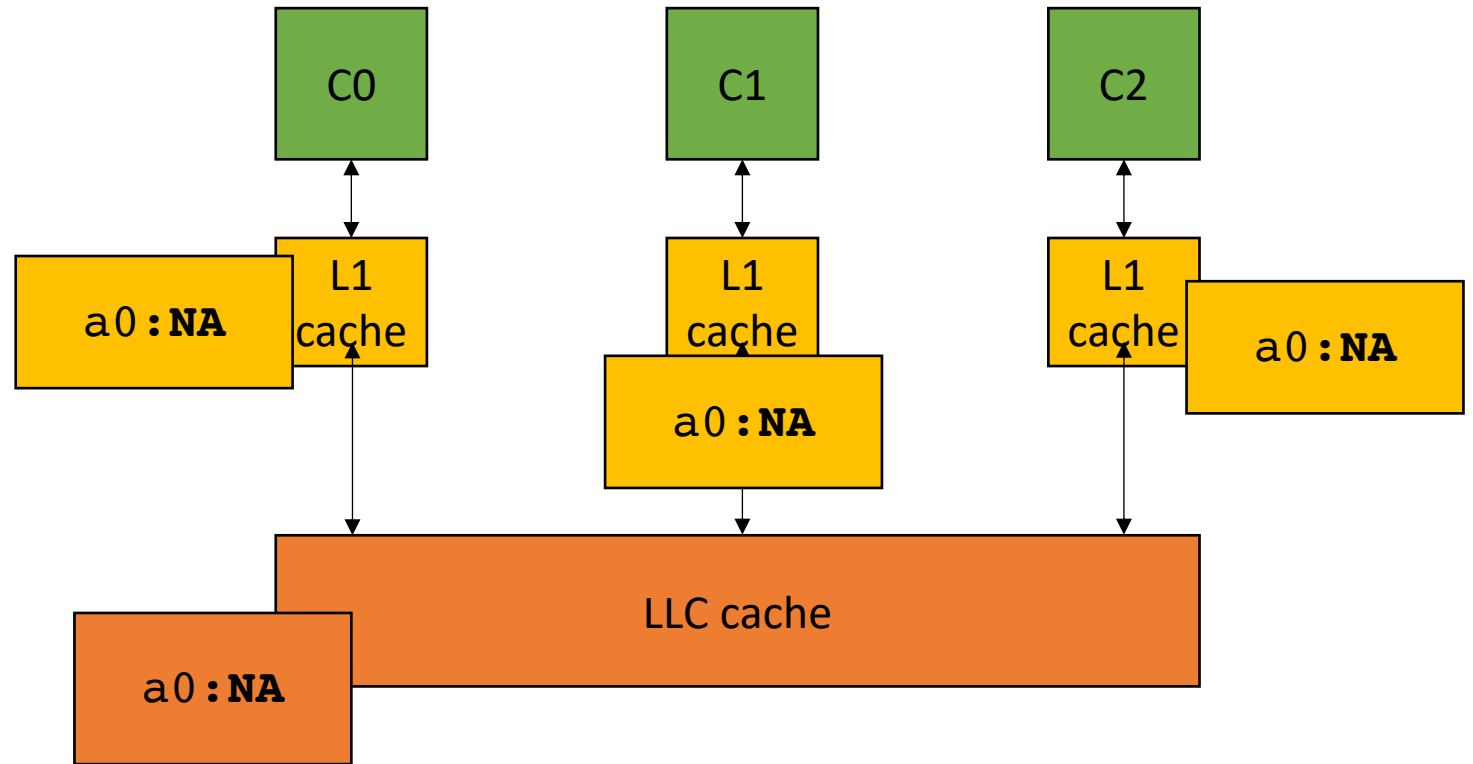 C0
C1
C2
L1
cache
L1
cache
L1
cache
a0:NA
a0:NA
a0:NA
LLC cache
a0:NA